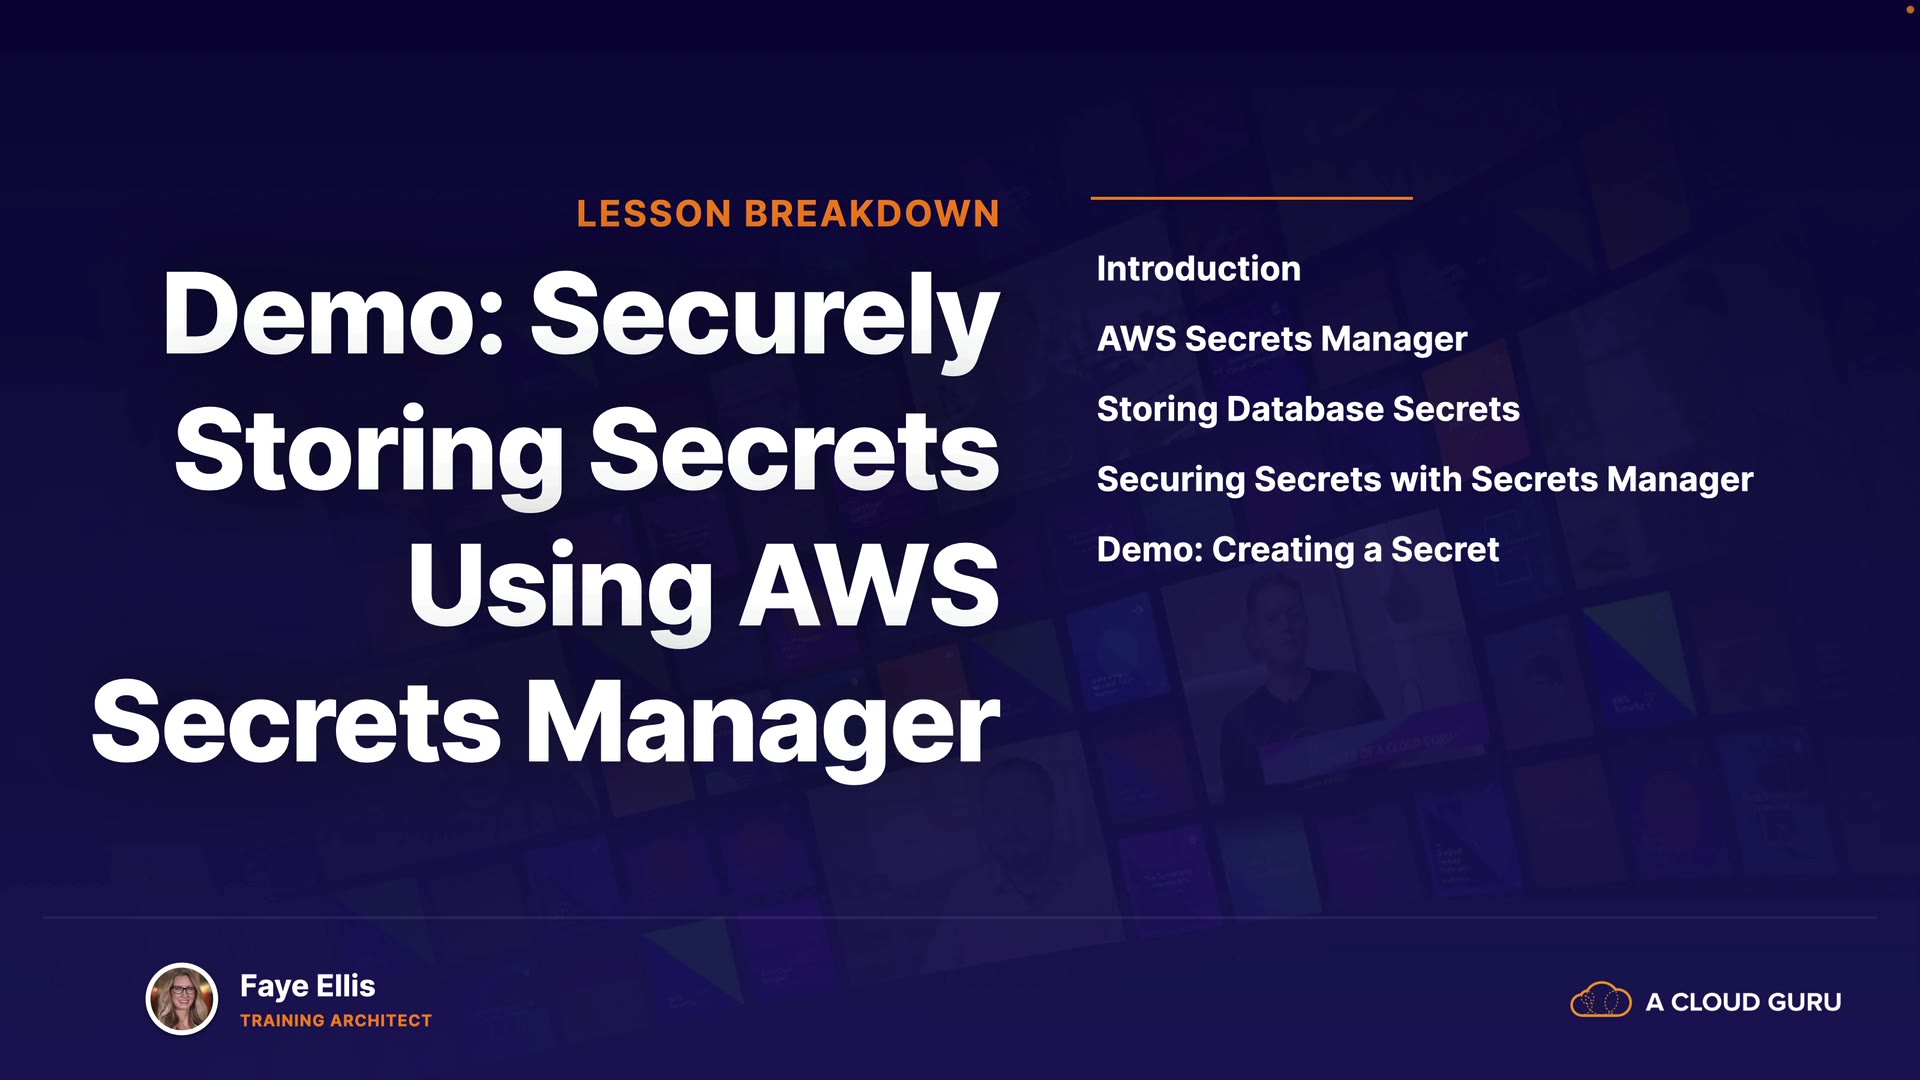 LESSON BREAKDOWN
Demo: Securely
Storing Secrets
Using AWS
Secrets Manager
Introduction
AWS Secrets Manager
Storing Database Secrets
Securing Secrets with Secrets Manager
Demo: Creating a Secret
Faye Ellis
TRAINING ARCHITECT
A CLOUD GURU